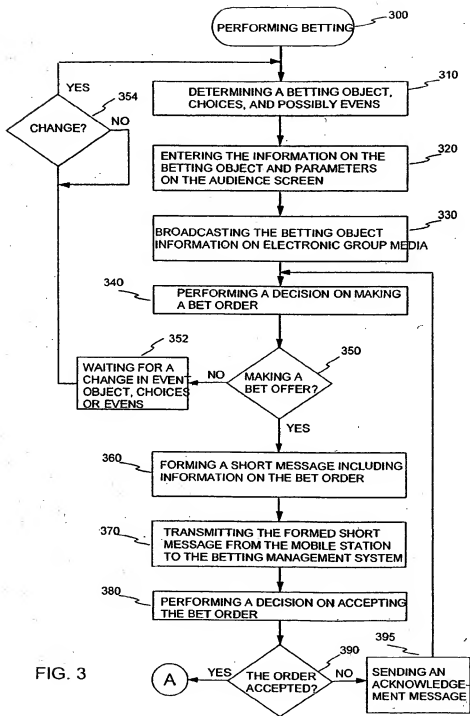 PERFORMING BETTING
300
310
DETERMINING A BETTING OBJECT,
CHOICES, AND POSSIBLY EVENS
YES
354
CHANGE?
NO
320
ENTERING THE INFORMATION ON THE
BETTING OBJECT AND PARAMETERS
ON THE AUDIENCE SCREEN
330
BROADCASTING THE BETTING OBJECT
INFORMATION ON ELECTRONIC GROUP MEDIA
340
PERFORMING A DECISION ON MAKING
A BET ORDER
352
WAITING FOR A
CHANGE IN EVENT
OBJECT, CHOICES
OR EVENS
NO
350
MAKING A
BET OFFER?
YES
360
FORMING A SHORT MESSAGE INCLUDING
INFORMATION ON THE BET ORDER
370
TRANSMITTING THE FORMED SHORT
MESSAGE FROM THE MOBILE STATION
TO THE BETTING MANAGEMENT SYSTEM
380
PERFORMING A DECISION ON ACCEPTING
THE BET ORDER
390
395
FIG. 3
A
YES
THE ORDER
ACCEPTED?
NO
SENDING AN
ACKNOWLEDGE-
MENT MESSAGE